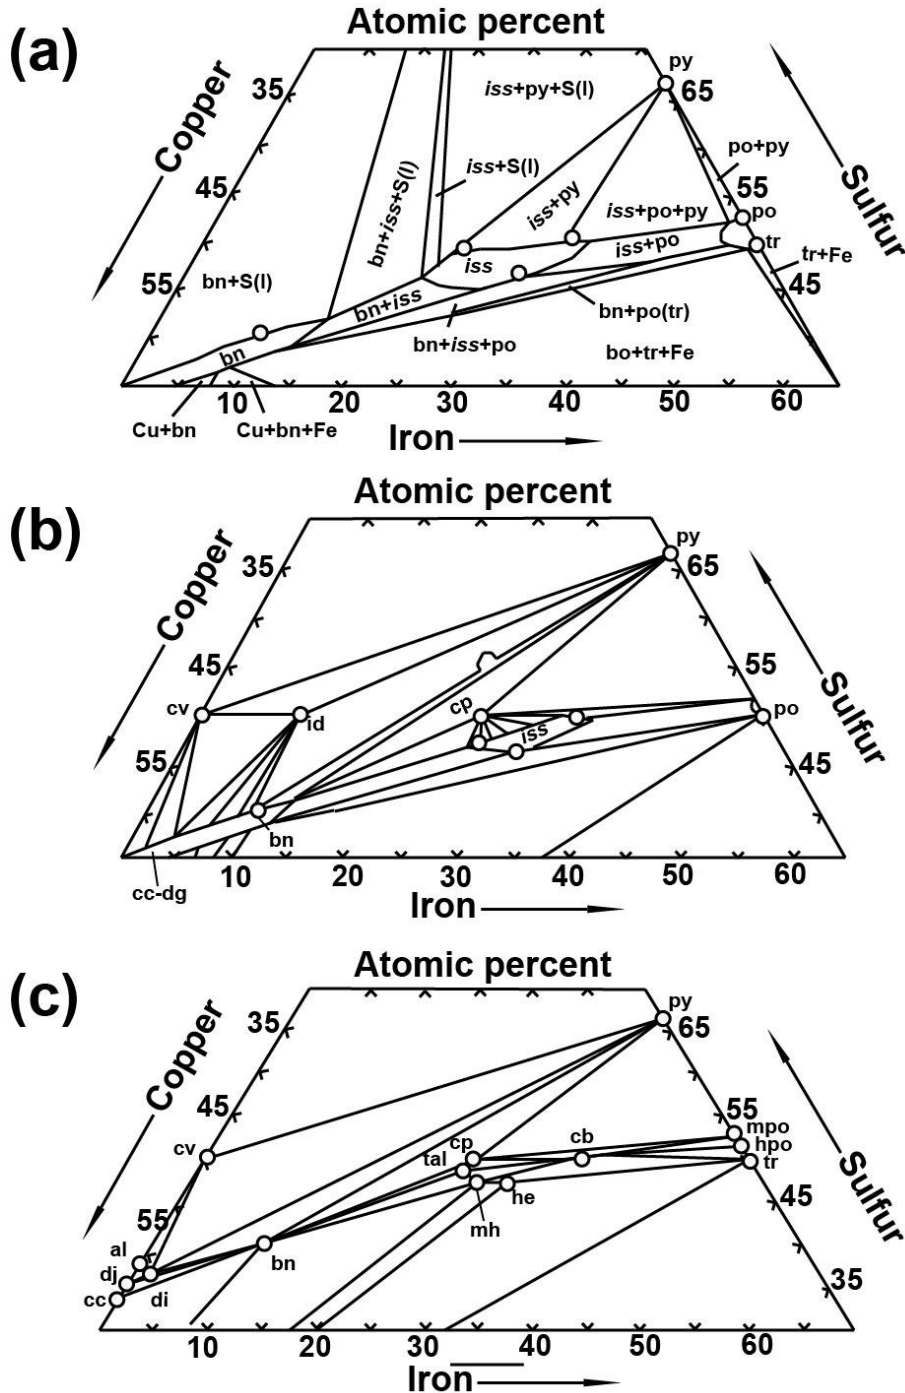 (a)
Atomic percent
py
35
65
iss+py+S(l)
Copper
po+py
iss+S(l)
45
bn+iss+S(l)
iss+py
55
Sulfur
iss+po+py
po
iss+po
tr
iss
tr+Fe
55
bn+S(l)
45
bn+iss
bn+po(tr)
bn+iss+po
bn
bo+tr+Fe
10
20
30
40
50
60
Cu+bn
Cu+bn+Fe
Iron
(b)
Atomic percent
py
35
65
Copper
45
55
Sulfur
cv
id
cp
po
iss
55
45
bn
10
20
30
40
50
60
cc-dg
Iron
(c)
Atomic percent
py
35
65
Copper
45
55
mpo
cb
hpo
cv
cp
tal
tr
Sulfur
he
45
mh
55
al
bn
dj
di
35
cc
10
20
30
40
50
60
Iron